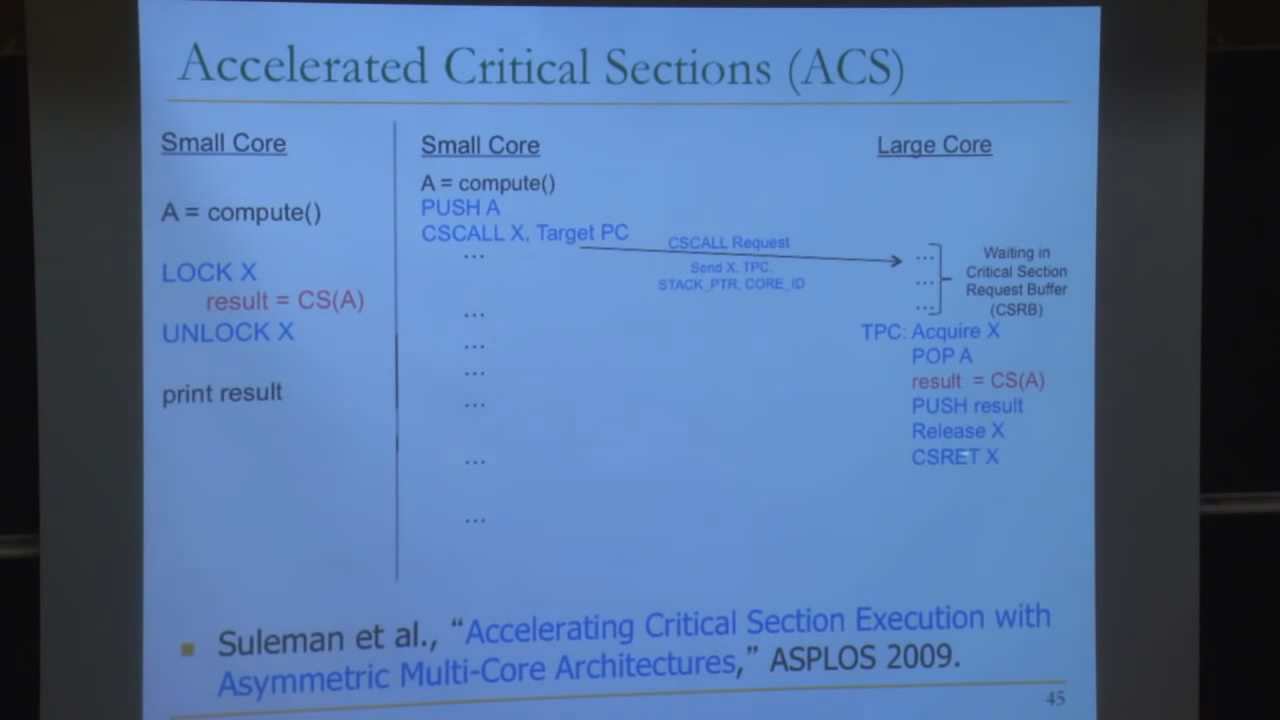 Accelerated Critical Sections (ACS)
Small Core
A = compute()
LOCK X
result = CS(A)
UNLOCK X
print result
Small Core
A = compute()
PUSH A
CSCALL X, Target PC
…
…
…
…
…
…
…
CSCALL Request
Send X, TPC,
STACK_PTR, CORE_ID
Large Core
…
…
…
Waiting in
Critical Section
Request Buffer
(CSRB)
TPC: Acquire X
POP A
result = CS(A)
PUSH result
Release X
CSRET X
■ Suleman et al., “Accelerating Critical Section Execution with
Asymmetric Multi-Core Architectures,” ASPLOS 2009.
45